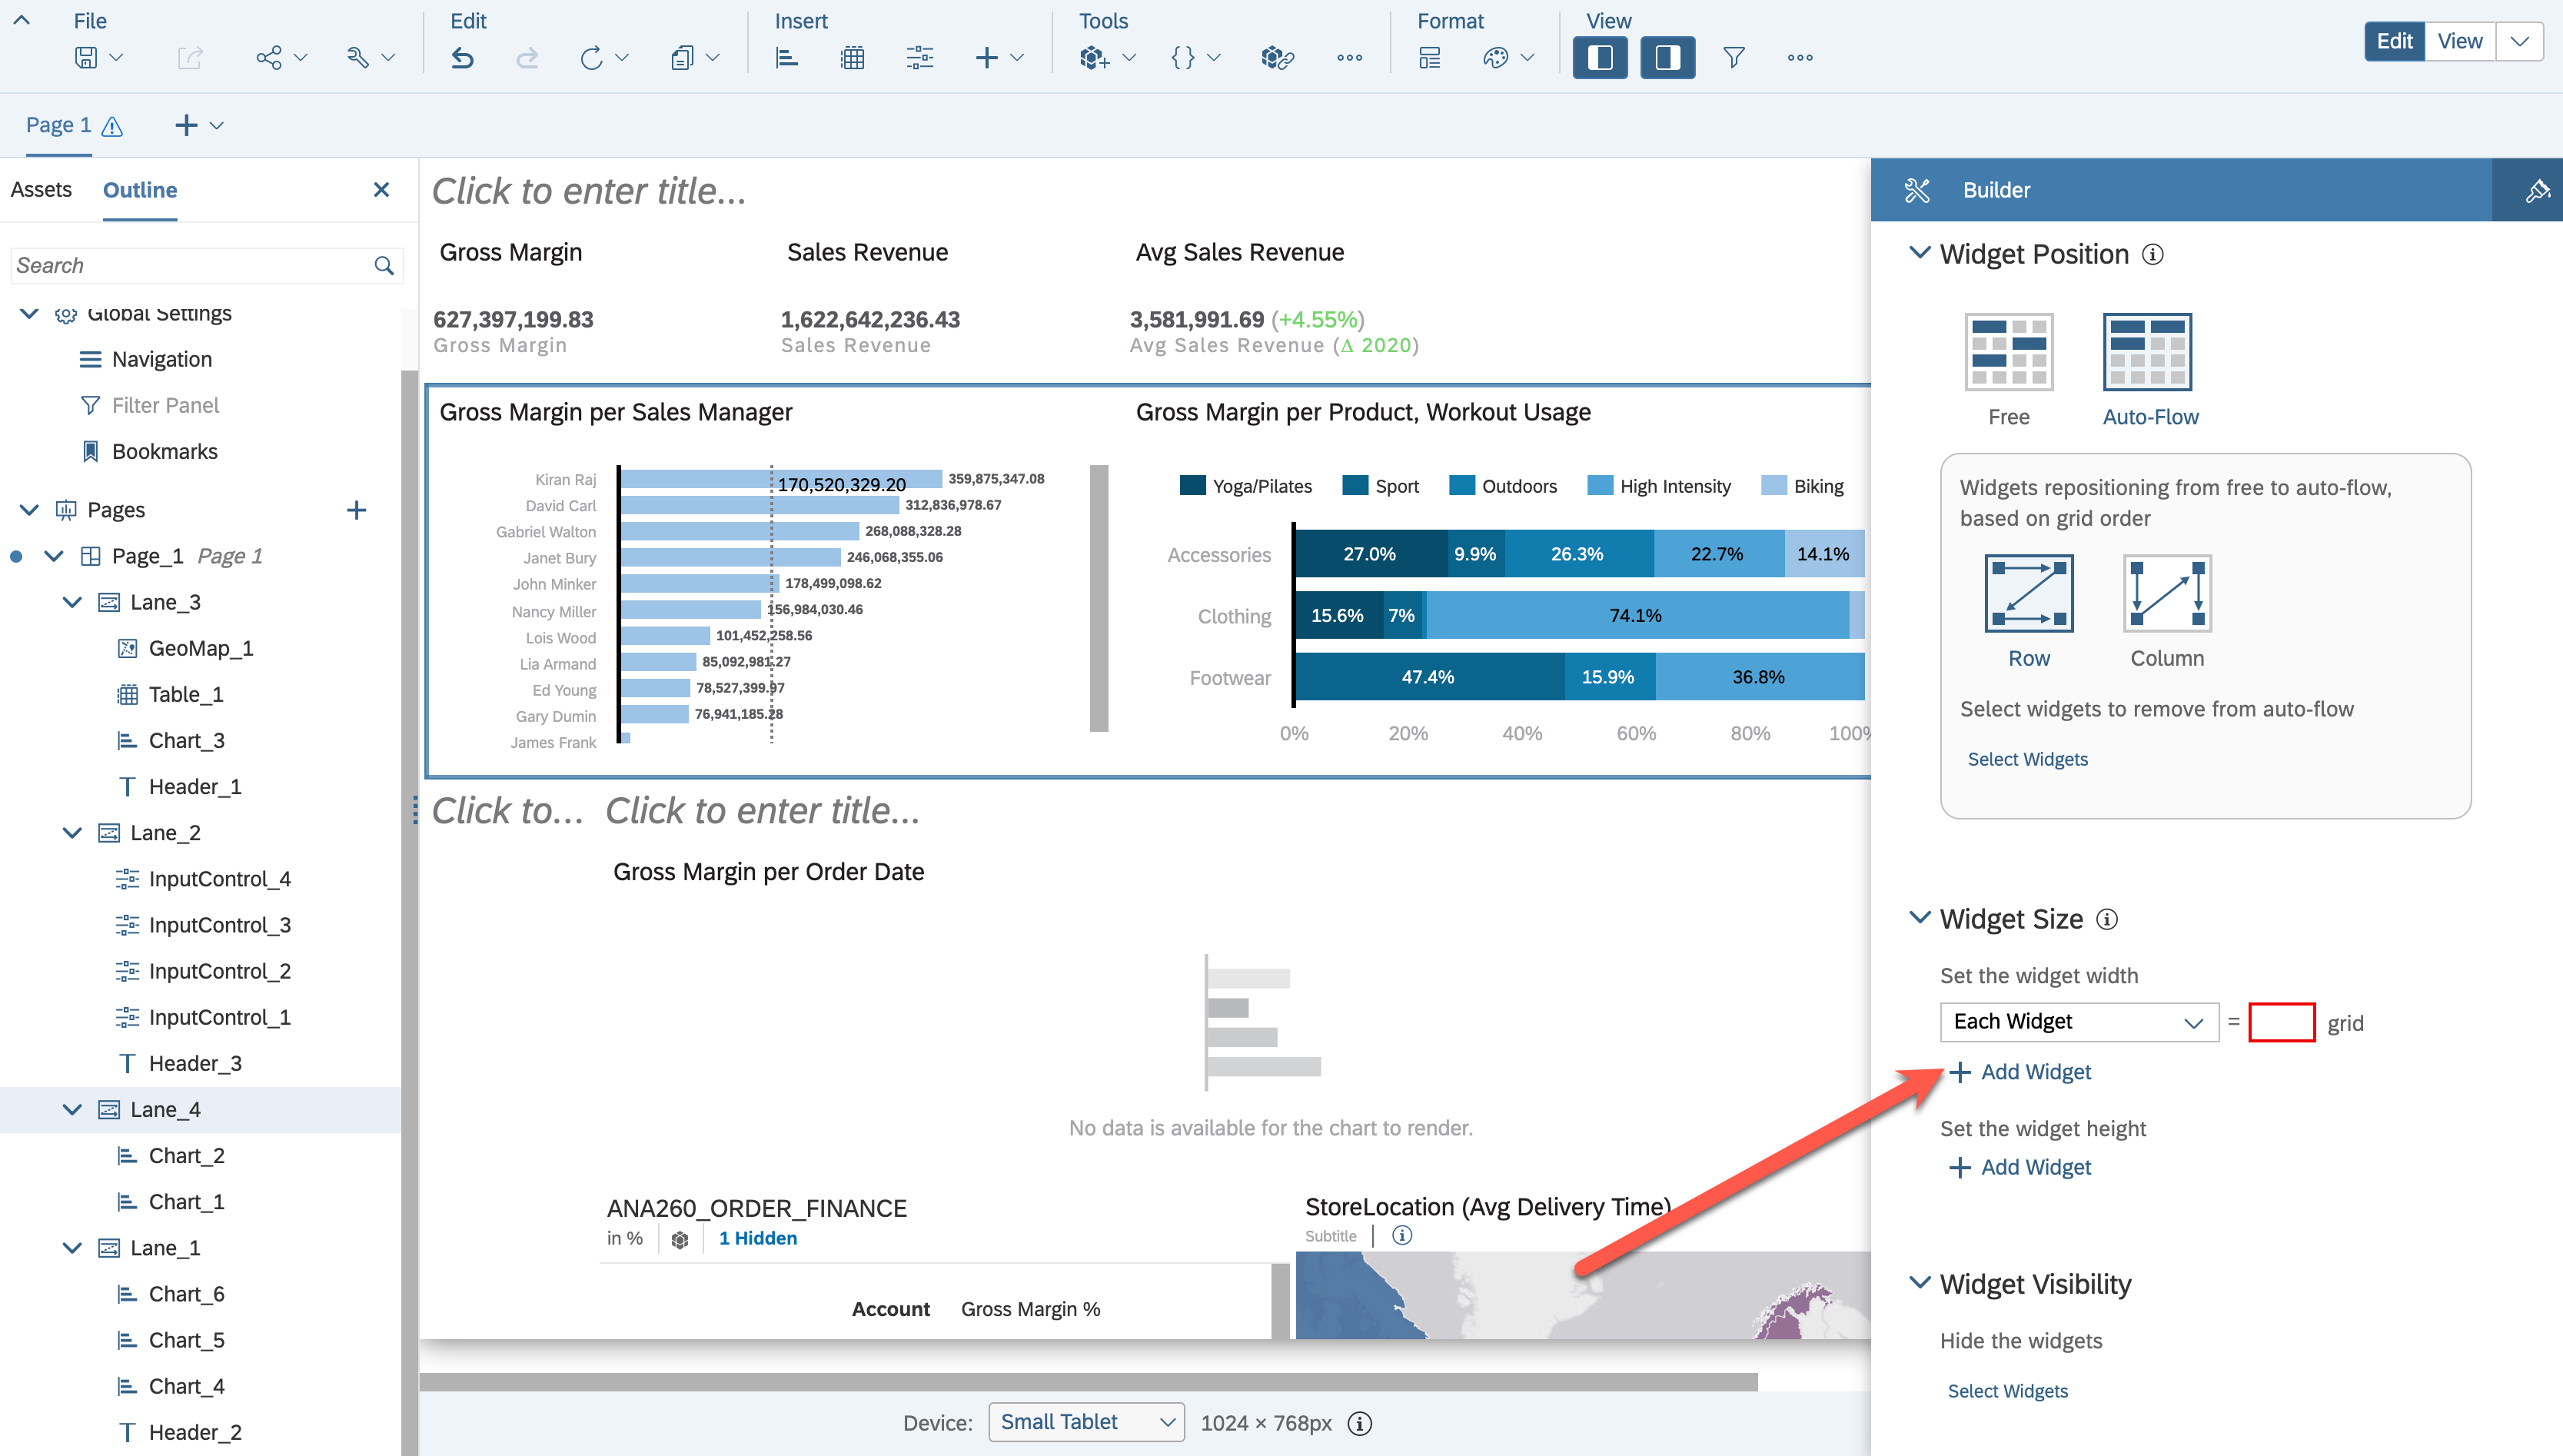 File Edit Insert Tools Format View
Edit View
Page 1
Assets Outline
Search
Global Settings
Navigation
Filter Panel
Bookmarks
Pages
Page_1 Page 1
Lane_3
GeoMap_1
Table_1
Chart_3
Header_1
Lane_2
InputControl_4
InputControl_3
InputControl_2
InputControl_1
Header_3
Lane_4
Chart_2
Chart_1
Lane_1
Chart_6
Chart_5
Chart_4
Header_2
Click to enter title...
Gross Margin Sales Revenue Avg Sales Revenue
627,397,199.83 1,622,642,236.43 3,581,991.69 (+4.55%)
Gross Margin Sales Revenue Avg Sales Revenue (Δ 2020)
Gross Margin per Sales Manager
170,520,329.20
Kiran Raj 359,875,347.08
David Carl 312,836,978.67
Gabriel Walton 268,088,328.28
Janet Bury 246,068,355.06
John Minker 178,499,098.62
Nancy Miller 156,984,030.46
Lois Wood 101,452,258.56
Lia Armand 85,092,981.27
Ed Young 78,527,399.97
Gary Dumin 76,941,185.28
James Frank
Gross Margin per Product, Workout Usage
Yoga/Pilates Sport Outdoors High Intensity Biking
Accessories 27.0% 9.9% 26.3% 22.7% 14.1%
Clothing 15.6% 7% 74.1%
Footwear 47.4% 15.9% 36.8%
0% 20% 40% 60% 80% 100%
Click to... Click to enter title...
Gross Margin per Order Date
No data is available for the chart to render.
ANA260_ORDER_FINANCE
in % 1 Hidden
Account Gross Margin %
StoreLocation (Avg Delivery Time)
Subtitle
Device: Small Tablet 1024 × 768px
Builder
Widget Position
Free Auto-Flow
Widgets repositioning from free to auto-flow,
based on grid order
Row Column
Select widgets to remove from auto-flow
Select Widgets
Widget Size
Set the widget width
Each Widget = grid
+ Add Widget
Set the widget height
+ Add Widget
Widget Visibility
Hide the widgets
Select Widgets